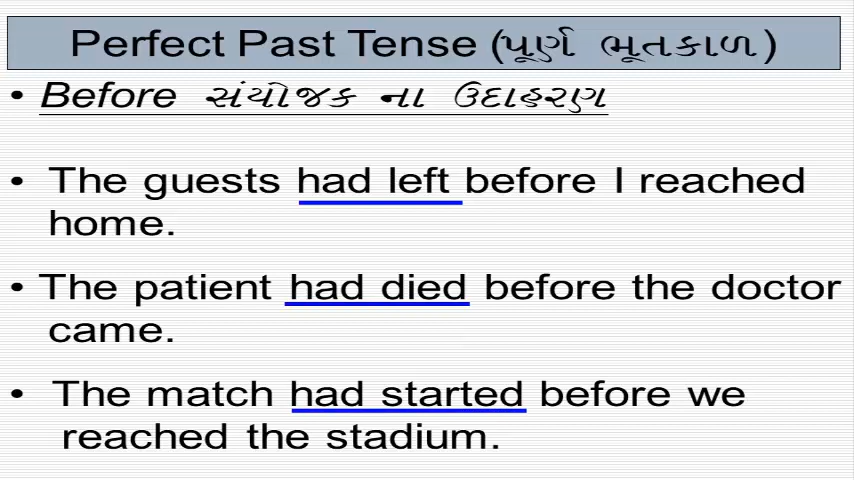 Perfect Past Tense (પૂર્ણ ભૂતકાળ)
• Before સંયોજક ના ઉદાહરણ
• The guests had left before I reached
home.
• The patient had died before the doctor
came.
• The match had started before we
reached the stadium.